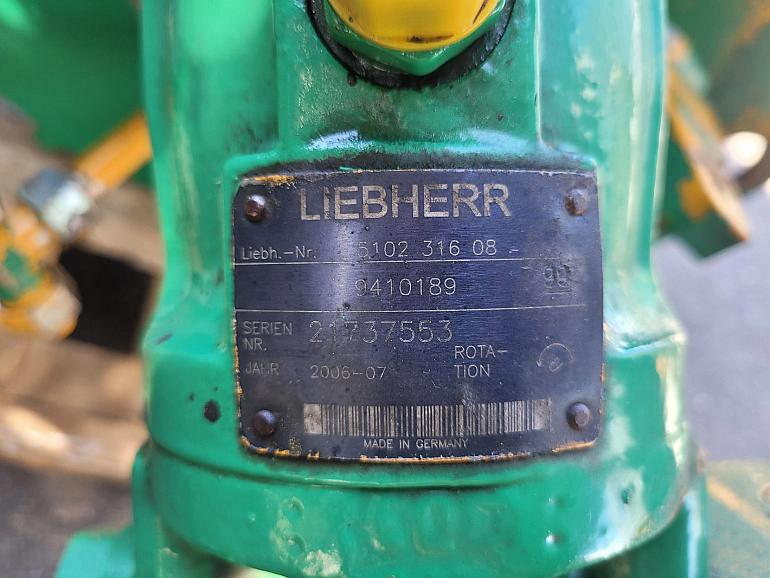 LIEBHERR
Liebh.-Nr. 5102 316 08
9410189
SERIEN NR. 21737553
JAHR 2006-07 ROTA-TION
MADE IN GERMANY